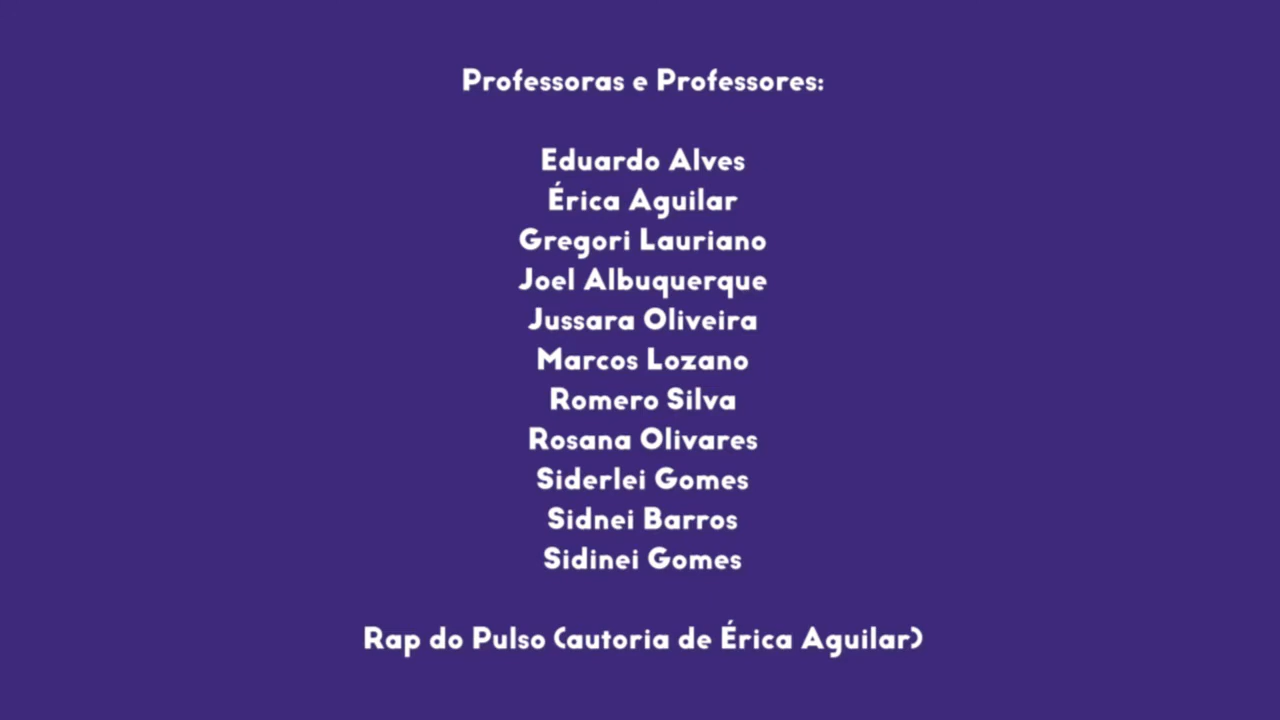 Professoras e Professores:
Eduardo Alves
Érica Aguilar
Gregori Lauriano
Joel Albuquerque
Jussara Oliveira
Marcos Lozano
Romero Silva
Rosana Olivares
Siderlei Gomes
Sidnei Barros
Sidinei Gomes
Rap do Pulso (autoria de Érica Aguilar)